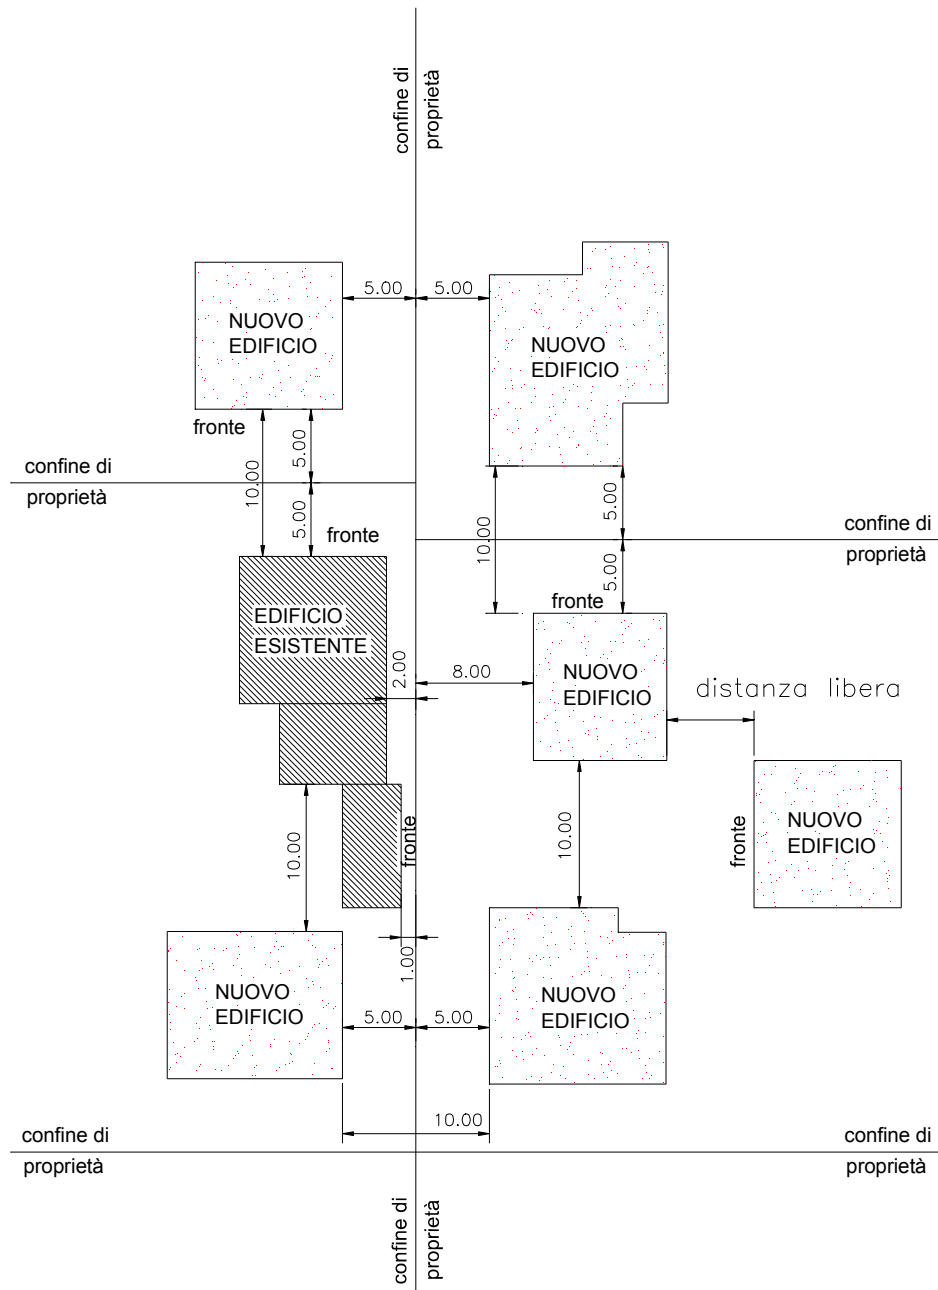 confine di
proprietà
5.00
5.00
NUOVO
EDIFICIO
NUOVO
EDIFICIO
fronte
5.00
10.00
confine di
proprietà
5.00
fronte
5.00
10.00
confine di
proprietà
5.00
fronte
EDIFICIO
ESISTENTE
2.00
8.00
NUOVO
EDIFICIO
distanza libera
10.00
fronte
10.00
fronte
NUOVO
EDIFICIO
1.00
NUOVO
EDIFICIO
NUOVO
EDIFICIO
5.00
5.00
10.00
confine di
proprietà
confine di
proprietà
confine di
proprietà